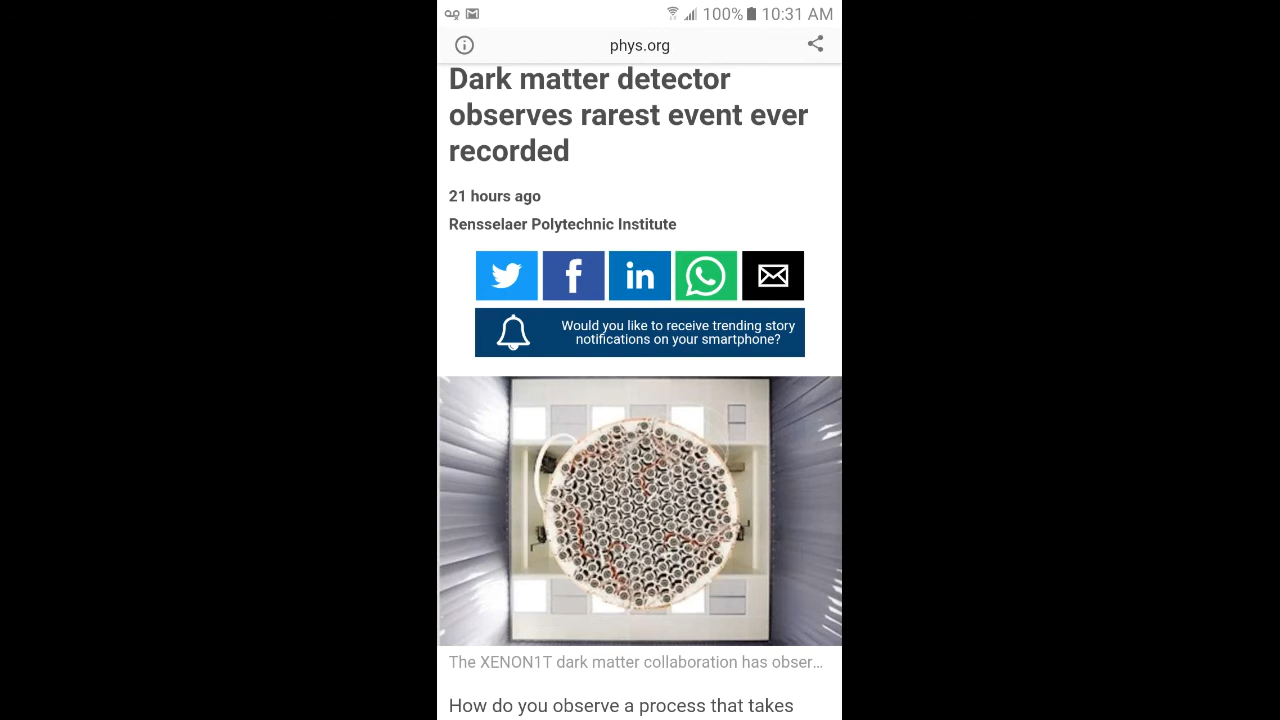 100% 10:31 AM
phys.org
Dark matter detector
observes rarest event ever
recorded
21 hours ago
Rensselaer Polytechnic Institute
f in
Would you like to receive trending story
notifications on your smartphone?
The XENON1T dark matter collaboration has obser...
How do you observe a process that takes